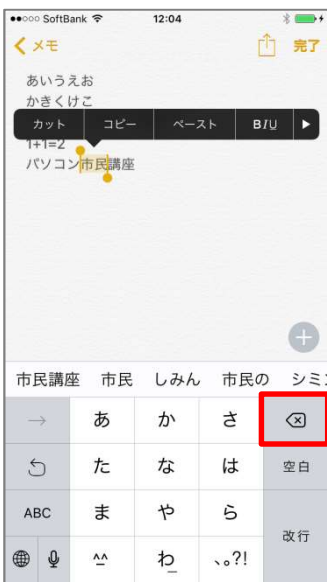 SoftBank 12:04
メモ 完了
あいうえお
かきくけこ
カット コピー ペースト BIU ▶
1+1=2
パソコン市民講座
市民講座 市民 しみん 市民の シミ
→ あ か さ
た な は 空白
ABC ま や ら 改行
^^ わ_ 、。?!